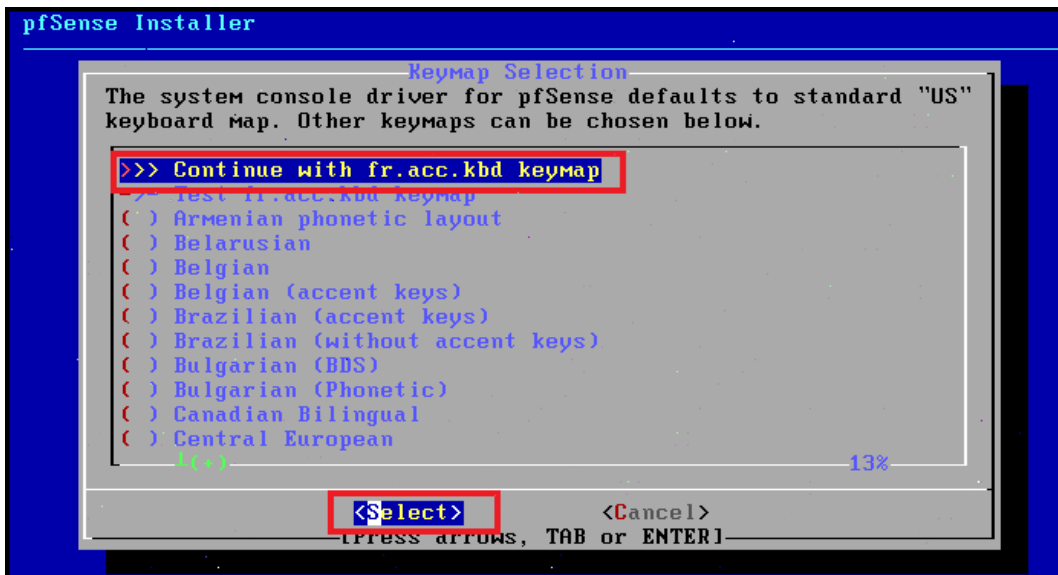 pfSense Installer
Keymap Selection
The system console driver for pfSense defaults to standard "US"
keyboard map. Other keymaps can be chosen below.
>>> Continue with fr.acc.kbd keymap
->- Test fr.acc.kbd keymap
( ) Armenian phonetic layout
( ) Belarusian
( ) Belgian
( ) Belgian (accent keys)
( ) Brazilian (accent keys)
( ) Brazilian (without accent keys)
( ) Bulgarian (BDS)
( ) Bulgarian (Phonetic)
( ) Canadian Bilingual
( ) Central European
┴(+)
13%
<Select> <Cancel>
[Press arrows, TAB or ENTER]